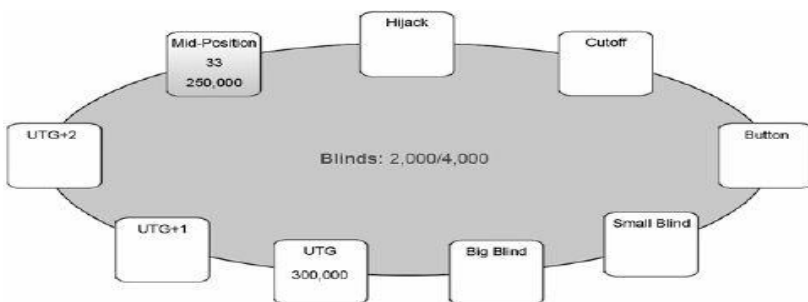 Hijack
Mid-Position
33
250,000
Cutoff
UTG+2
Blinds: 2,000/4,000
Button
UTG+1
UTG
300,000
Big Blind
Small Blind